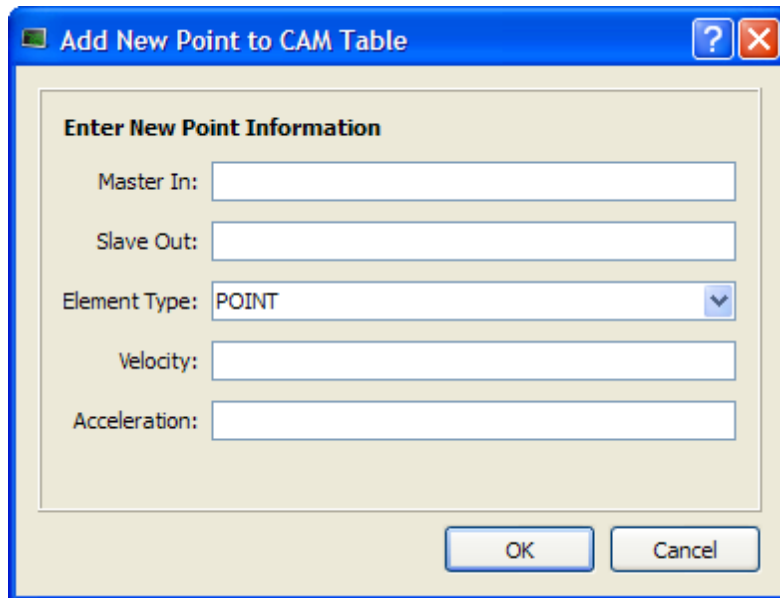 Add New Point to CAM Table
Enter New Point Information
Master In:
Slave Out:
Element Type: POINT
Velocity:
Acceleration:
OK Cancel